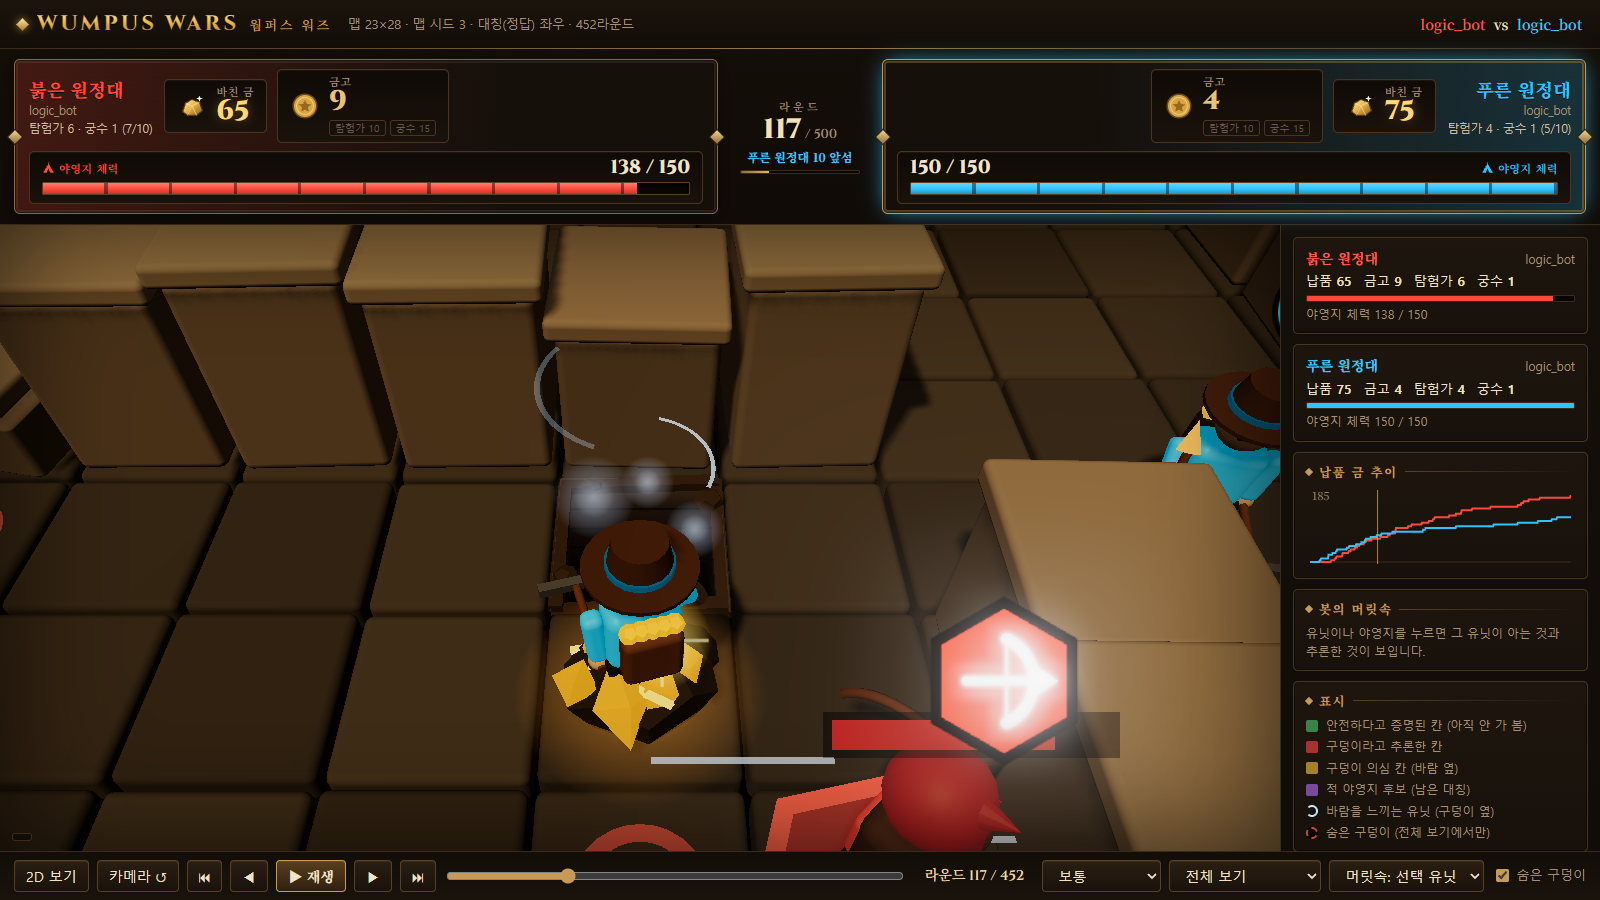 WUMPUS WARS 웜퍼스 워즈 맵 23×28 · 맵 시드 3 · 대칭(정답) 좌우 · 452라운드
logic_bot vs logic_bot
붉은 원정대
logic_bot
탐험가 6 · 궁수 1 (7/10)
바친 금
65
금고
9
탐험가 10 궁수 15
야영지 체력
138 / 150
라운드
117 / 500
푸른 원정대 10 앞섬
금고
4
탐험가 10 궁수 15
바친 금
75
푸른 원정대
logic_bot
탐험가 4 · 궁수 1 (5/10)
150 / 150
야영지 체력
붉은 원정대 logic_bot
납품 65 금고 9 탐험가 6 궁수 1
야영지 체력 138 / 150
푸른 원정대 logic_bot
납품 75 금고 4 탐험가 4 궁수 1
야영지 체력 150 / 150
납품 금 추이
185
봇의 머릿속
유닛이나 야영지를 누르면 그 유닛이 아는 것과
추론한 것이 보입니다.
표시
안전하다고 증명된 칸 (아직 안 가 봄)
구덩이라고 추론한 칸
구덩이 의심 칸 (바람 옆)
적 야영지 후보 (남은 대칭)
바람을 느끼는 유닛 (구덩이 옆)
숨은 구덩이 (전체 보기에서만)
2D 보기 카메라 ↺ ⏮ ◀ ▶ 재생 ▶ ⏭ 라운드 117 / 452 보통 전체 보기 머릿속: 선택 유닛 숨은 구덩이